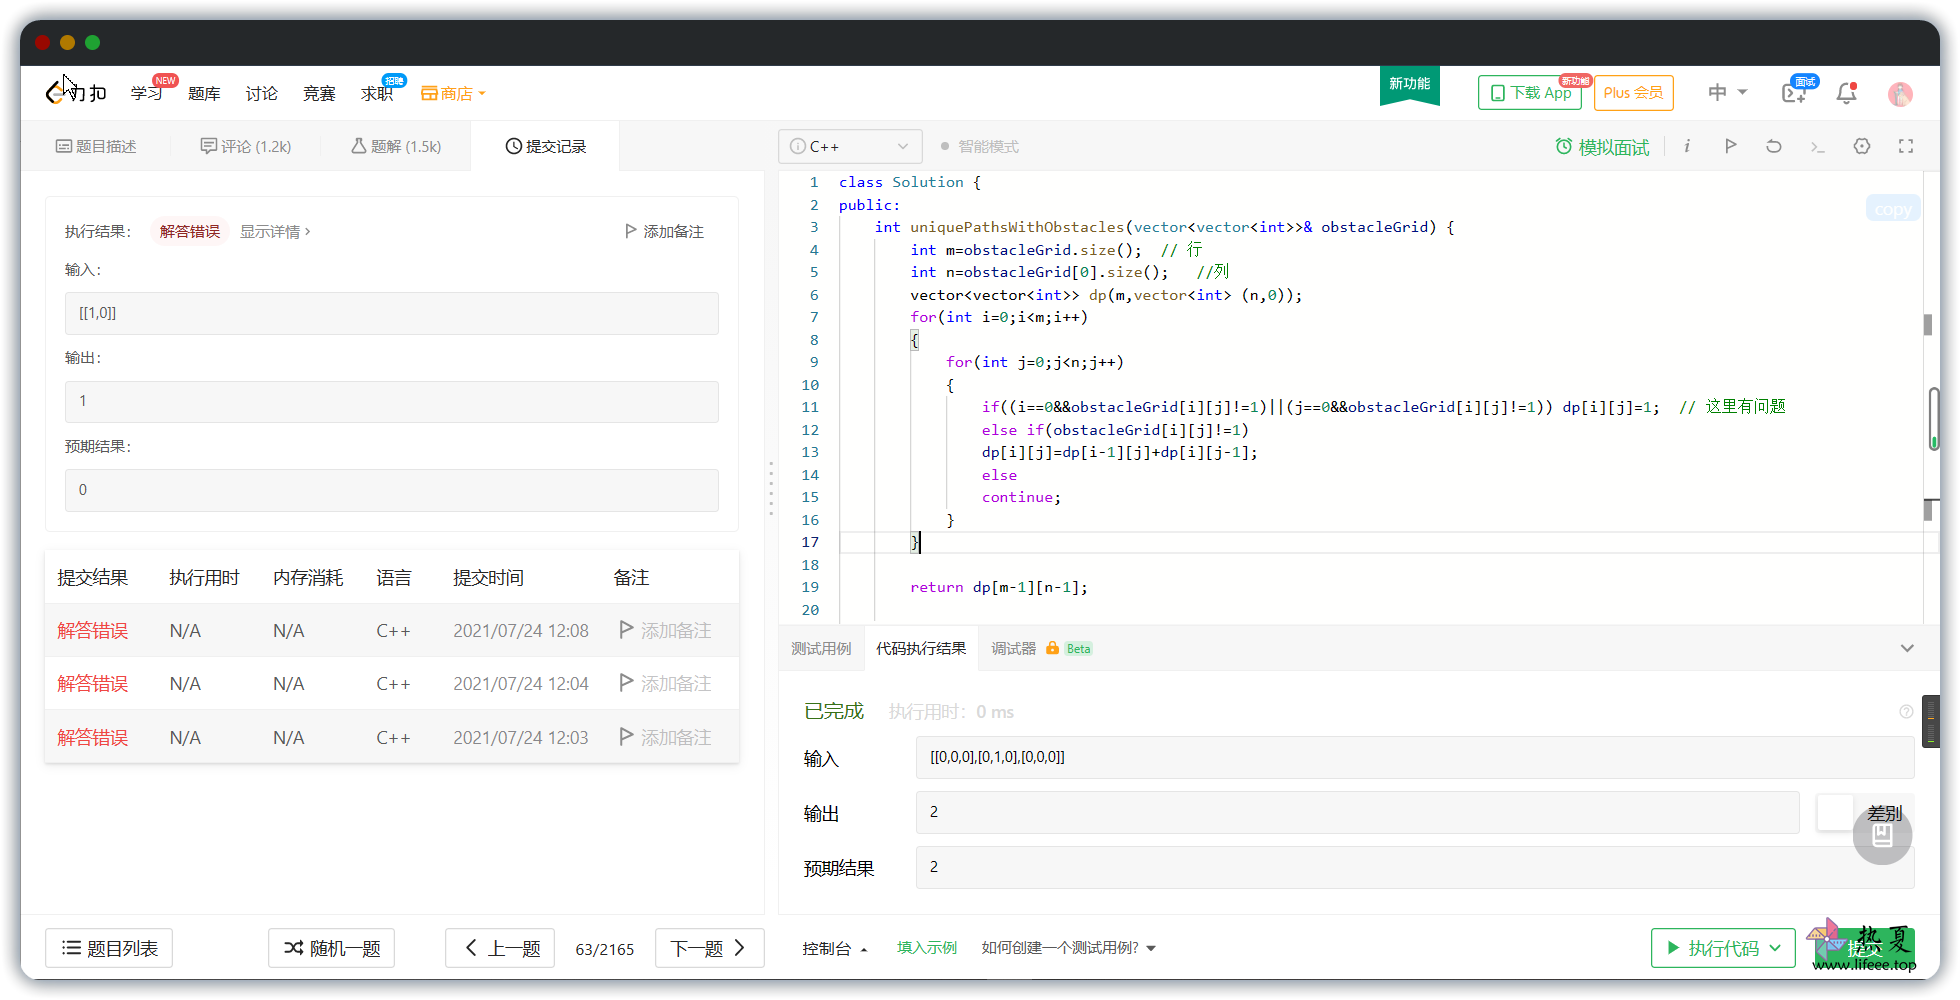 力扣
学习
NEW
题库
讨论
竞赛
求职
招聘
商店
新功能
下载 App
新功能
Plus 会员
中
面试
题目描述
评论 (1.2k)
题解 (1.5k)
提交记录
执行结果：
解答错误
显示详情 ›
添加备注
输入：
[[1,0]]
输出：
1
预期结果：
0
提交结果 执行用时 内存消耗 语言 提交时间 备注
解答错误 N/A N/A C++ 2021/07/24 12:08 添加备注
解答错误 N/A N/A C++ 2021/07/24 12:04 添加备注
解答错误 N/A N/A C++ 2021/07/24 12:03 添加备注
题目列表
随机一题
上一题
63/2165
下一题
C++
智能模式
模拟面试
i
copy
1 class Solution {
2 public:
3 int uniquePathsWithObstacles(vector<vector<int>>& obstacleGrid) {
4 int m=obstacleGrid.size(); // 行
5 int n=obstacleGrid[0].size(); //列
6 vector<vector<int>> dp(m,vector<int> (n,0));
7 for(int i=0;i<m;i++)
8 {
9 for(int j=0;j<n;j++)
10 {
11 if((i==0&&obstacleGrid[i][j]!=1)||(j==0&&obstacleGrid[i][j]!=1)) dp[i][j]=1; // 这里有问题
12 else if(obstacleGrid[i][j]!=1)
13 dp[i][j]=dp[i-1][j]+dp[i][j-1];
14 else
15 continue;
16 }
17 }
18
19 return dp[m-1][n-1];
20
测试用例
代码执行结果
调试器
Beta
已完成
执行用时：0 ms
输入
[[0,0,0],[0,1,0],[0,0,0]]
输出
2
差别
预期结果
2
控制台
填入示例
如何创建一个测试用例?
执行代码
提交
热夏
www.lifeee.top